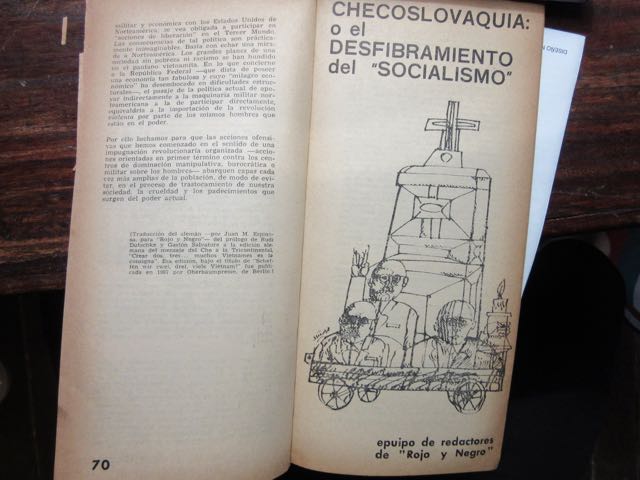 militar y económico con los Estados Unidos de
Norteamérica, se vea obligada a participar en
"acciones de liberación" en el Tercer Mundo.
Las consecuencias de tal política son práctica-
mente inimaginables. Basta con echar una mirada
a Norteamérica. Los grandes planes de una
sociedad sin pobreza ni racismo se han hundido
en el pantano vietnamita. En lo que concierne
a la República Federal —que dista de poseer
una economía tan fabulosa y cuyo "milagro eco-
nómico" ha desembocado en dificultades estruc-
turales—, el pasaje de la política actual de apo-
yar indirectamente a la maquinaria militar nor-
teamericana a la de participar directamente,
equivaldría a la importación de la revolución
violenta por parte de los mismos hombres que
están en el poder.
Por ello luchamos para que las acciones ofensi-
vas que hemos comenzado en el sentido de una
impugnación revolucionaria organizada —accio-
nes orientadas en primer término contra los cen-
tros de dominación manipulativa, burocrática o
militar sobre los hombres— abarquen capas cada
vez más amplias de la población, de modo de evi-
tar, en el proceso de trastocamiento de nuestra
sociedad, la crueldad y los padecimientos que
surgen del poder actual.
(Traducción del alemán —por Juan M.
sa, para "Rojo y Negro"— del prólogo de Rudi
Dutschke y Gastón Salvatore a la edición ale-
mana del mensaje del Che a la Tricontinental,
"Crear dos, tres... muchos Vietnames es la
consigna". Esa edición, bajo el título de "Schaf-
fen wir zwei, drei, viele Vietnam!" fue publi-
cada en 1967 por Oberbaumpresse, de Berlín)
70
CHECOSLOVAQUIA:
o el
DESFIBRAMIENTO
del "SOCIALISMO"
epuipo de redactores
de "Rojo y Negro"
DISEÑO